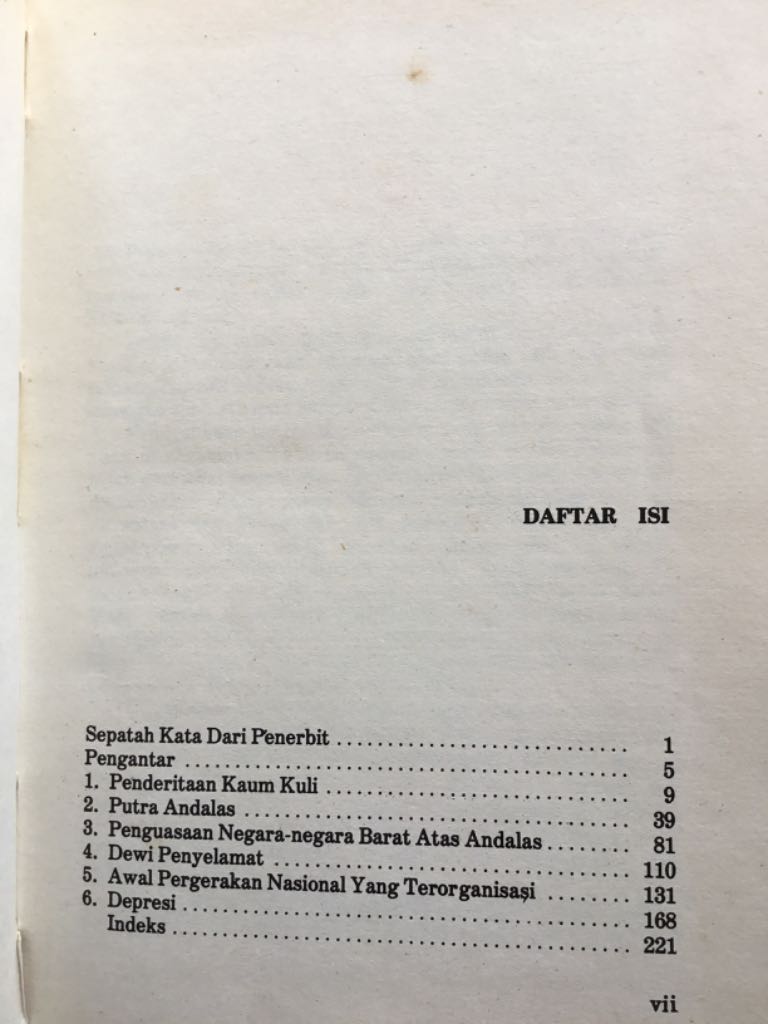 DAFTAR ISI
Sepatah Kata Dari Penerbit ............................ 1
Pengantar ........................................... 5
1. Penderitaan Kaum Kuli .............................. 9
2. Putra Andalas ...................................... 39
3. Penguasaan Negara-negara Barat Atas Andalas ........ 81
4. Dewi Penyelamat .................................... 110
5. Awal Pergerakan Nasional Yang Terorganisasi ........ 131
6. Depresi ............................................ 168
Indeks ............................................. 221
vii